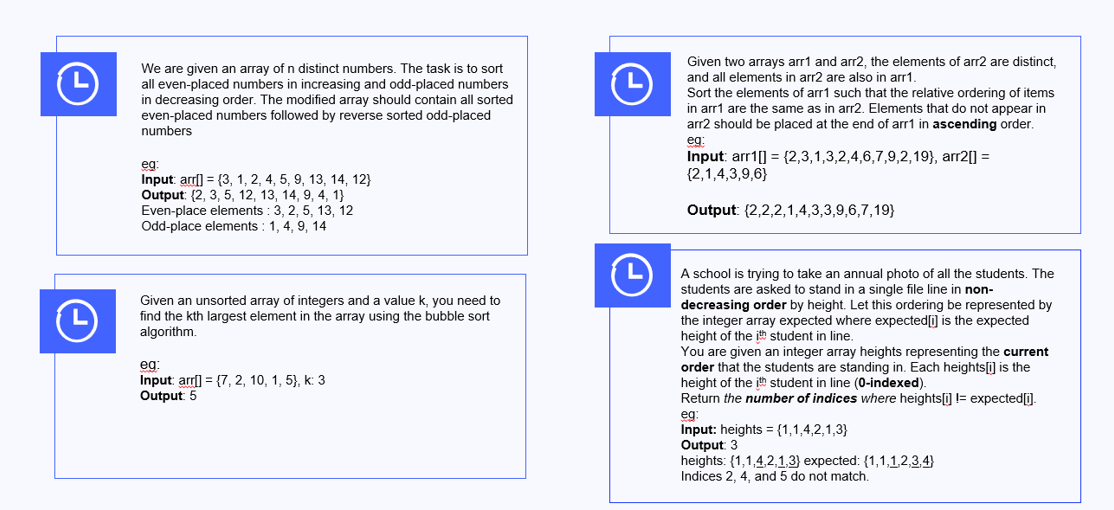 We are given an array of n distinct numbers. The task is to sort
all even-placed numbers in increasing and odd-placed numbers
in decreasing order. The modified array should contain all sorted
even-placed numbers followed by reverse sorted odd-placed
numbers
eg:
Input: arr[] = {3, 1, 2, 4, 5, 9, 13, 14, 12}
Output: {2, 3, 5, 12, 13, 14, 9, 4, 1}
Even-place elements : 3, 2, 5, 13, 12
Odd-place elements : 1, 4, 9, 14
Given an unsorted array of integers and a value k, you need to
find the kth largest element in the array using the bubble sort
algorithm.
eg:
Input: arr[] = {7, 2, 10, 1, 5}, k: 3
Output: 5
Given two arrays arr1 and arr2, the elements of arr2 are distinct,
and all elements in arr2 are also in arr1.
Sort the elements of arr1 such that the relative ordering of items
in arr1 are the same as in arr2. Elements that do not appear in
arr2 should be placed at the end of arr1 in ascending order.
eg:
Input: arr1[] = {2,3,1,3,2,4,6,7,9,2,19}, arr2[] =
{2,1,4,3,9,6}
Output: {2,2,2,1,4,3,3,9,6,7,19}
A school is trying to take an annual photo of all the students. The
students are asked to stand in a single file line in non-
decreasing order by height. Let this ordering be represented by
the integer array expected where expected[i] is the expected
height of the ith student in line.
You are given an integer array heights representing the current
order that the students are standing in. Each heights[i] is the
height of the ith student in line (0-indexed).
Return the number of indices where heights[i] != expected[i].
eg:
Input: heights = {1,1,4,2,1,3}
Output: 3
heights: {1,1,4,2,1,3} expected: {1,1,1,2,3,4}
Indices 2, 4, and 5 do not match.